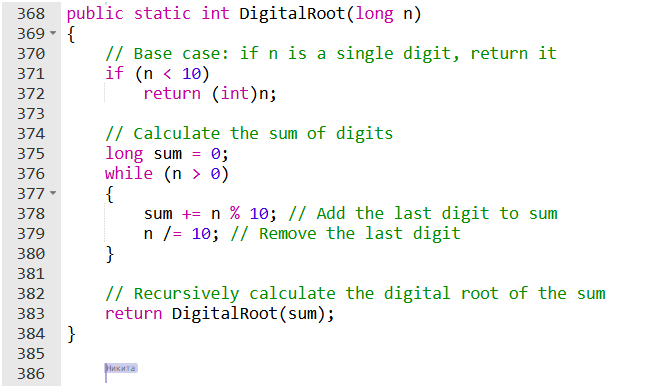 368 public static int DigitalRoot(long n)
369 {
370 // Base case: if n is a single digit, return it
371 if (n < 10)
372 return (int)n;
373
374 // Calculate the sum of digits
375 long sum = 0;
376 while (n > 0)
377 {
378 sum += n % 10; // Add the last digit to sum
379 n /= 10; // Remove the last digit
380 }
381
382 // Recursively calculate the digital root of the sum
383 return DigitalRoot(sum);
384 }
385
386 Никита